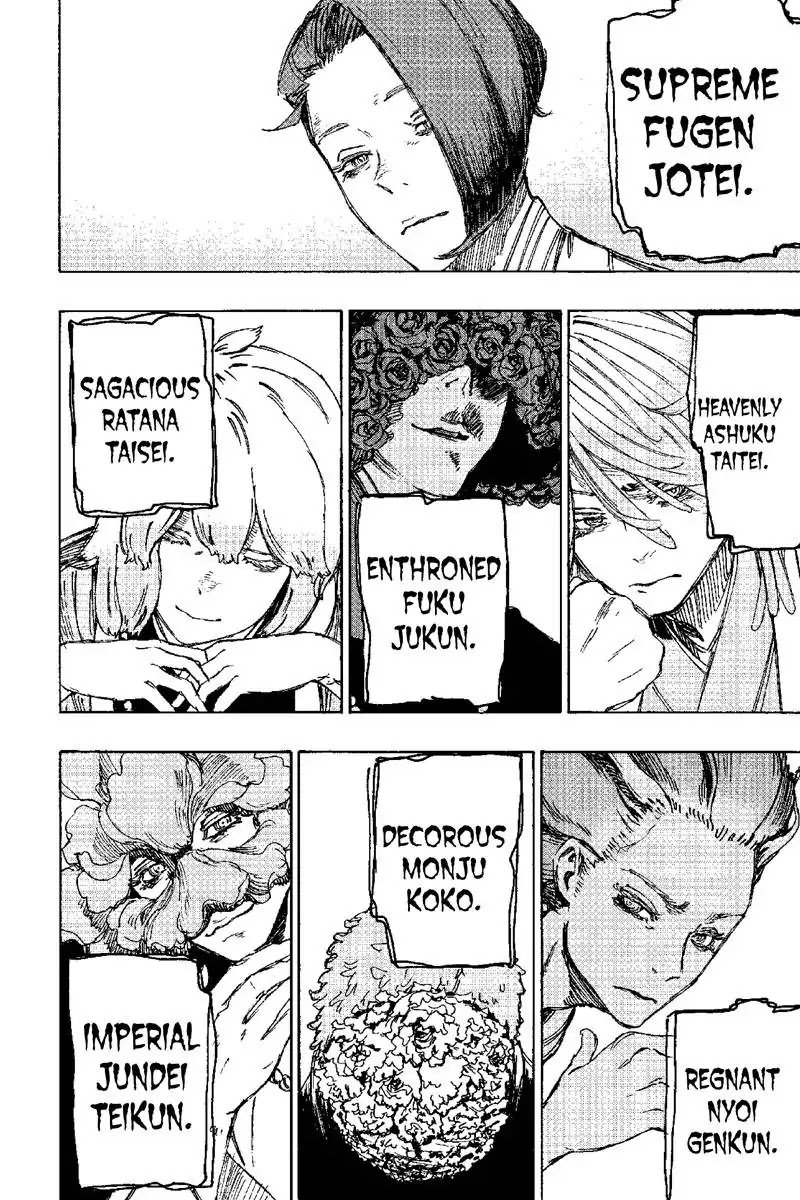 SUPREME
FUGEN
JOTEI.
HEAVENLY
ASHUKU
TAITEI.
ENTHRONED
FUKU
JUKUN.
SAGACIOUS
RATANA
TAISEI.
REGNANT
NYOI
GENKUN.
DECOROUS
MONJU
KOKO.
IMPERIAL
JUNDEI
TEIKUN.